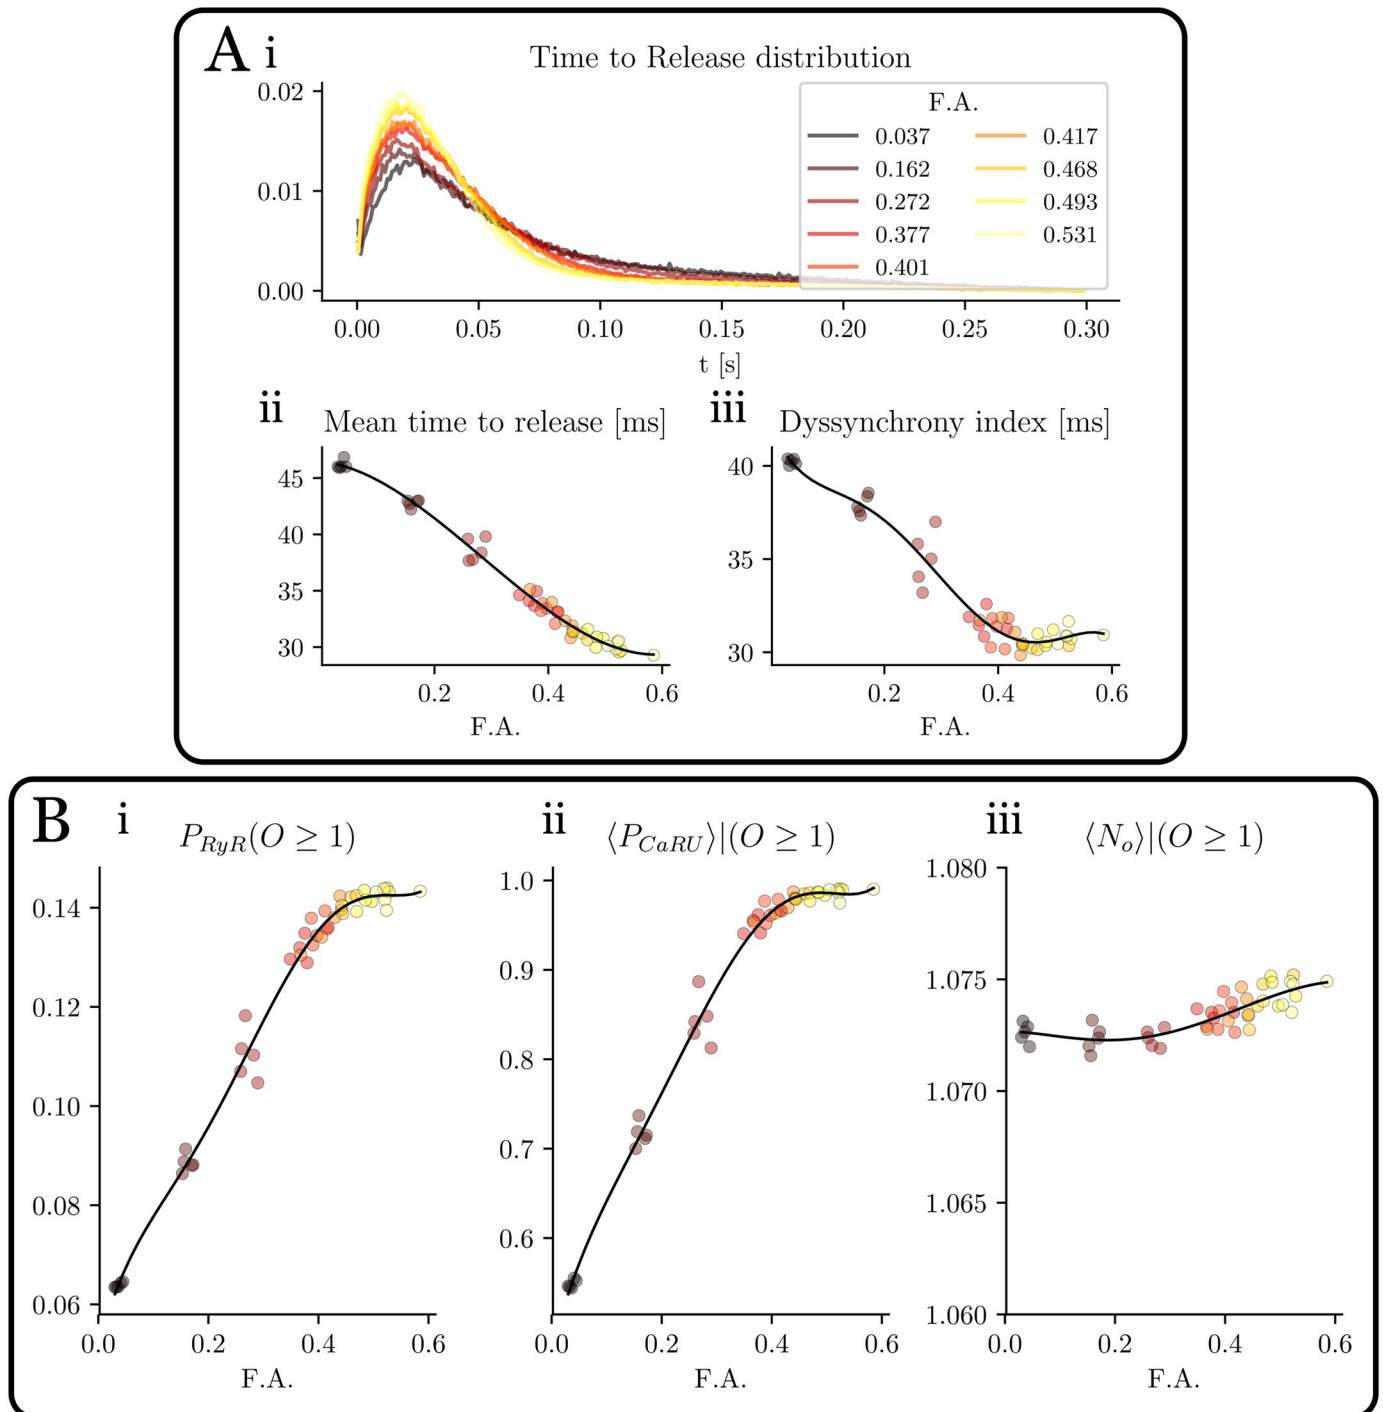 A i
Time to Release distribution
F.A.
0.037 0.417
0.162 0.468
0.272 0.493
0.377 0.531
0.401
0.02
0.01
0.00
0.00 0.05 0.10 0.15 0.20 0.25 0.30
t [s]
ii
Mean time to release [ms]
45
40
35
30
0.2 0.4 0.6
F.A.
iii
Dyssynchrony index [ms]
40
35
30
0.2 0.4 0.6
F.A.
B i
P_{RyR}(O ≥ 1)
0.14
0.12
0.10
0.08
0.06
0.0 0.2 0.4 0.6
F.A.
ii
⟨P_{CaRU}⟩|(O ≥ 1)
1.0
0.9
0.8
0.7
0.6
0.0 0.2 0.4 0.6
F.A.
iii
⟨N_o⟩|(O ≥ 1)
1.080
1.075
1.070
1.065
1.060
0.0 0.2 0.4 0.6
F.A.